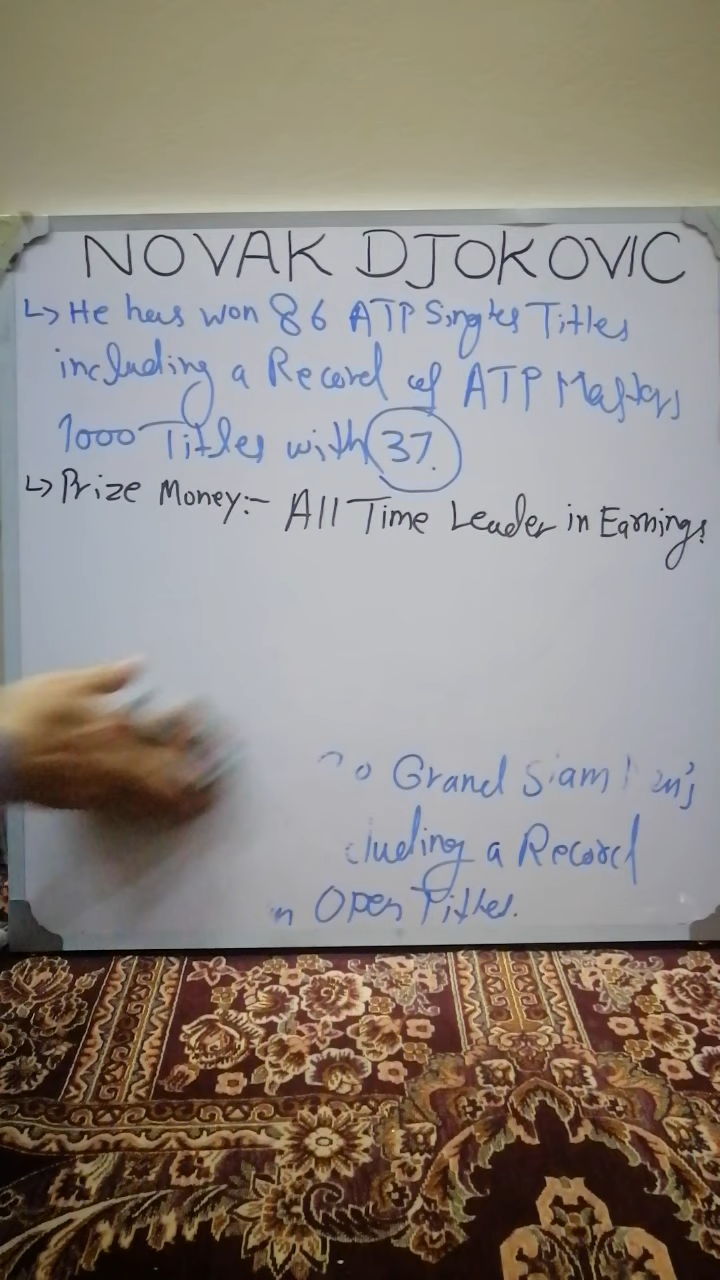 NOVAK DJOKOVIC
↳ He has won 86 ATP Singles Titles
including a Record of ATP Masters
1000 Titles with 37.
↳ Prize Money:- All Time Leader in Earnings
o Grand Slam
cluding a Record
n Open Titles.